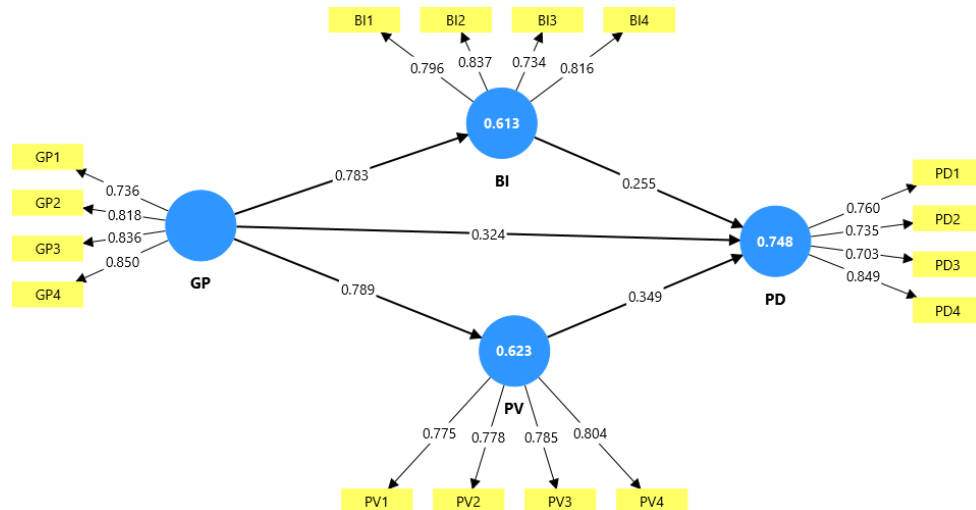 BI1
BI2
BI3
BI4
0.796
0.837
0.734
0.816
0.613
BI
GP1
GP2
GP3
GP4
0.736
0.818
0.836
0.850
GP
0.783
0.324
0.789
0.255
0.349
0.748
PD
0.760
0.735
0.703
0.849
PD1
PD2
PD3
PD4
0.623
PV
0.775
0.778
0.785
0.804
PV1
PV2
PV3
PV4